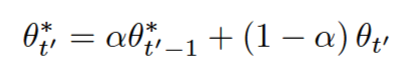 θ*_{t′} = αθ*_{t′−1} + (1 − α) θ_{t′}